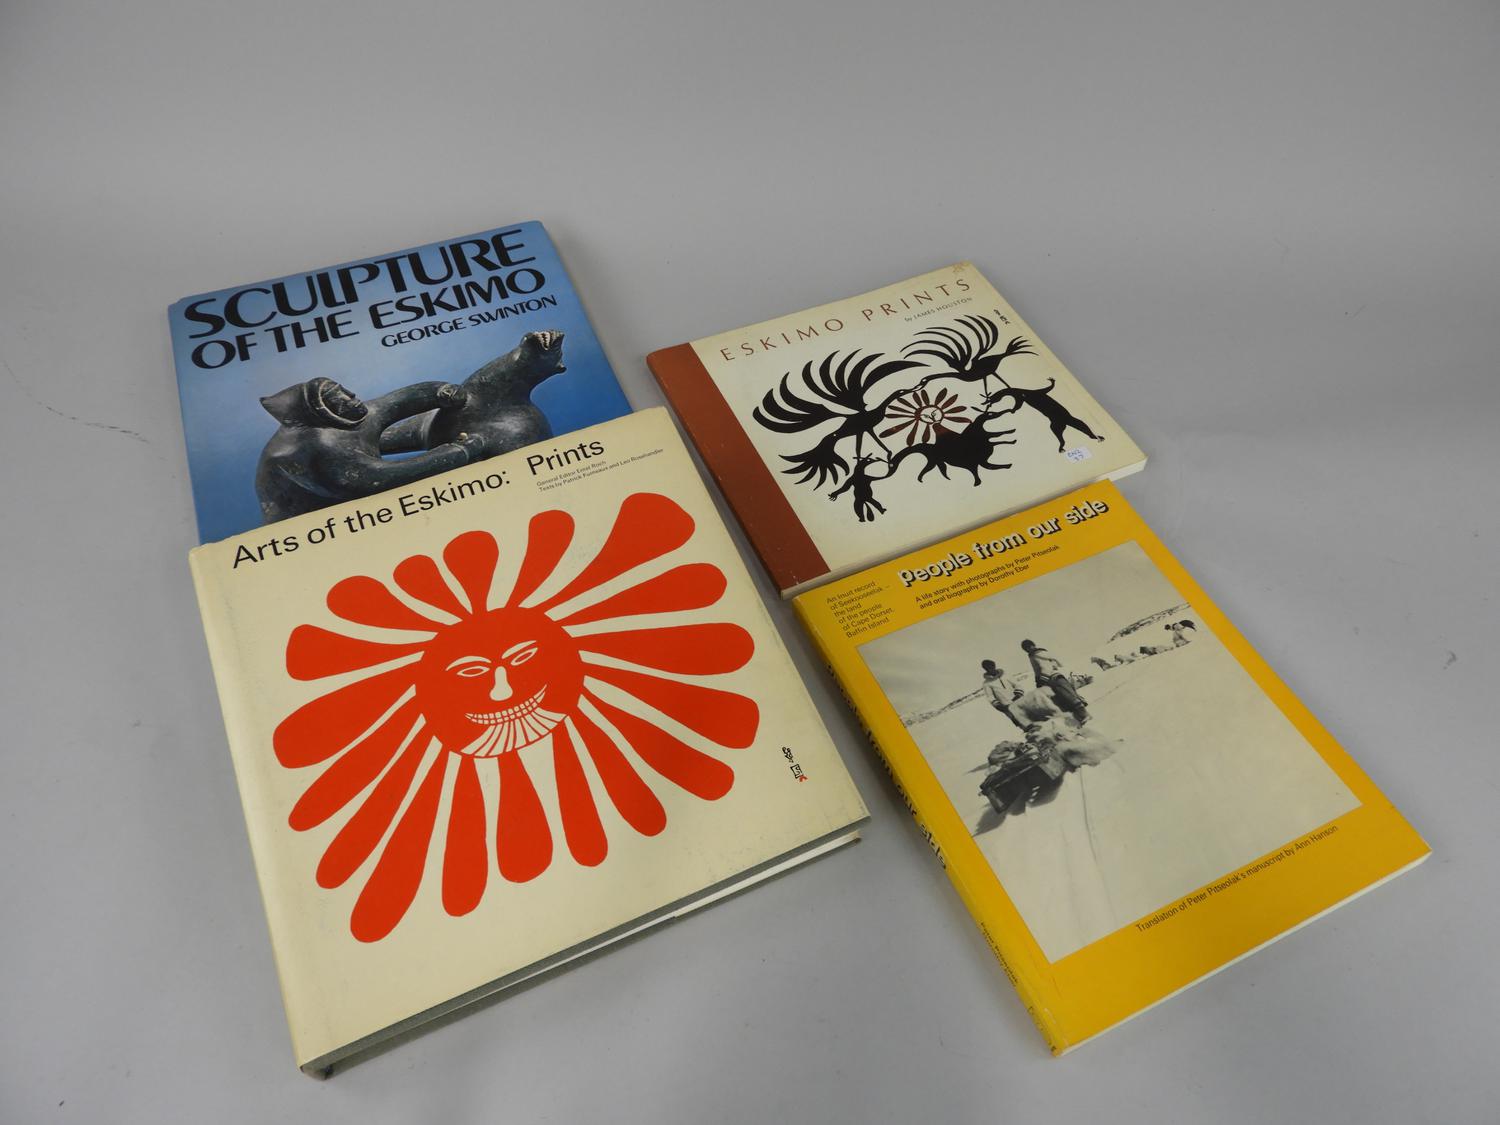 SCULPTURE
OF THE ESKIMO
GEORGE SWINTON
ESKIMO PRINTS
by JAMES HOUSTON
Arts of the Eskimo: Prints
General Editor Ernst Roch
Texts by Patrick Furneaux and Leo Rosshandler
people from our side
A life story with photographs by Peter Pitseolak
and oral biography by Dorothy Eber
An Inuit record
of Seekooseelak –
the land
of the people
of Cape Dorset,
Baffin Island
Translation of Peter Pitseolak's manuscript by Ann Hanson